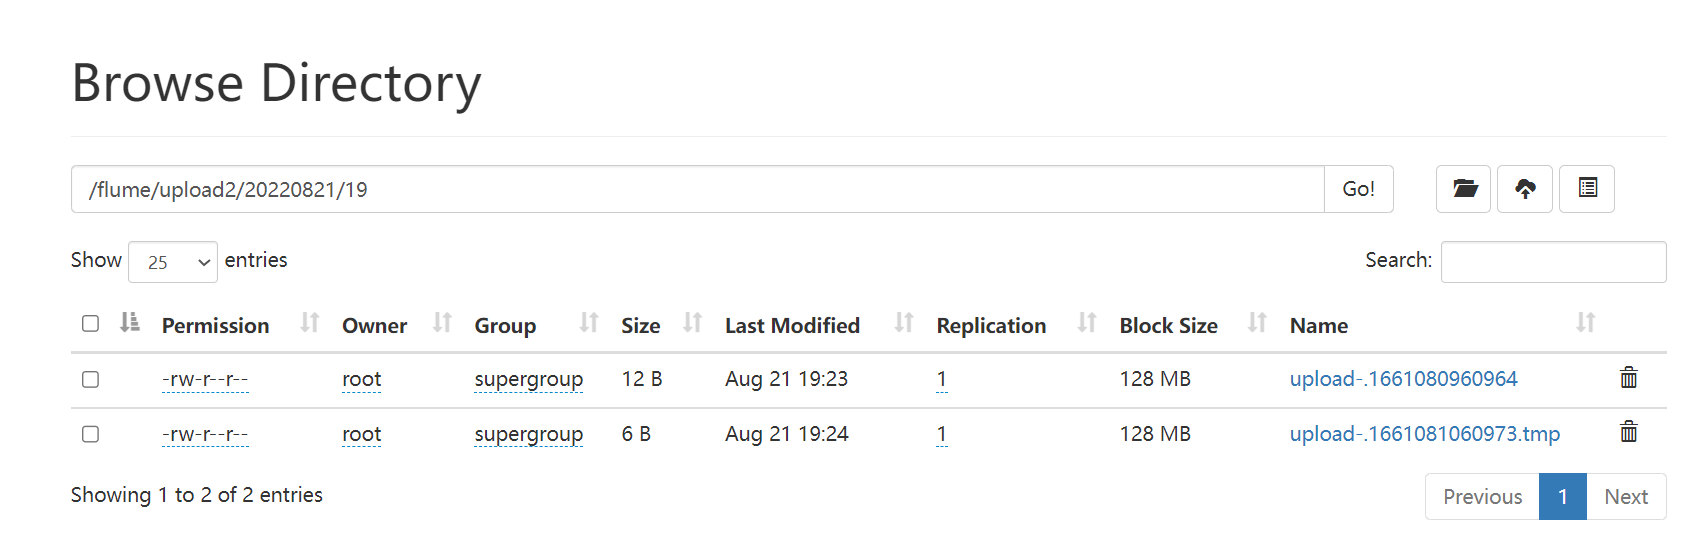 Browse Directory
/flume/upload2/20220821/19 Go!
Show 25 entries Search:
Permission Owner Group Size Last Modified Replication Block Size Name
-rw-r--r-- root supergroup 12 B Aug 21 19:23 1 128 MB upload-.1661080960964
-rw-r--r-- root supergroup 6 B Aug 21 19:24 1 128 MB upload-.1661081060973.tmp
Showing 1 to 2 of 2 entries Previous 1 Next